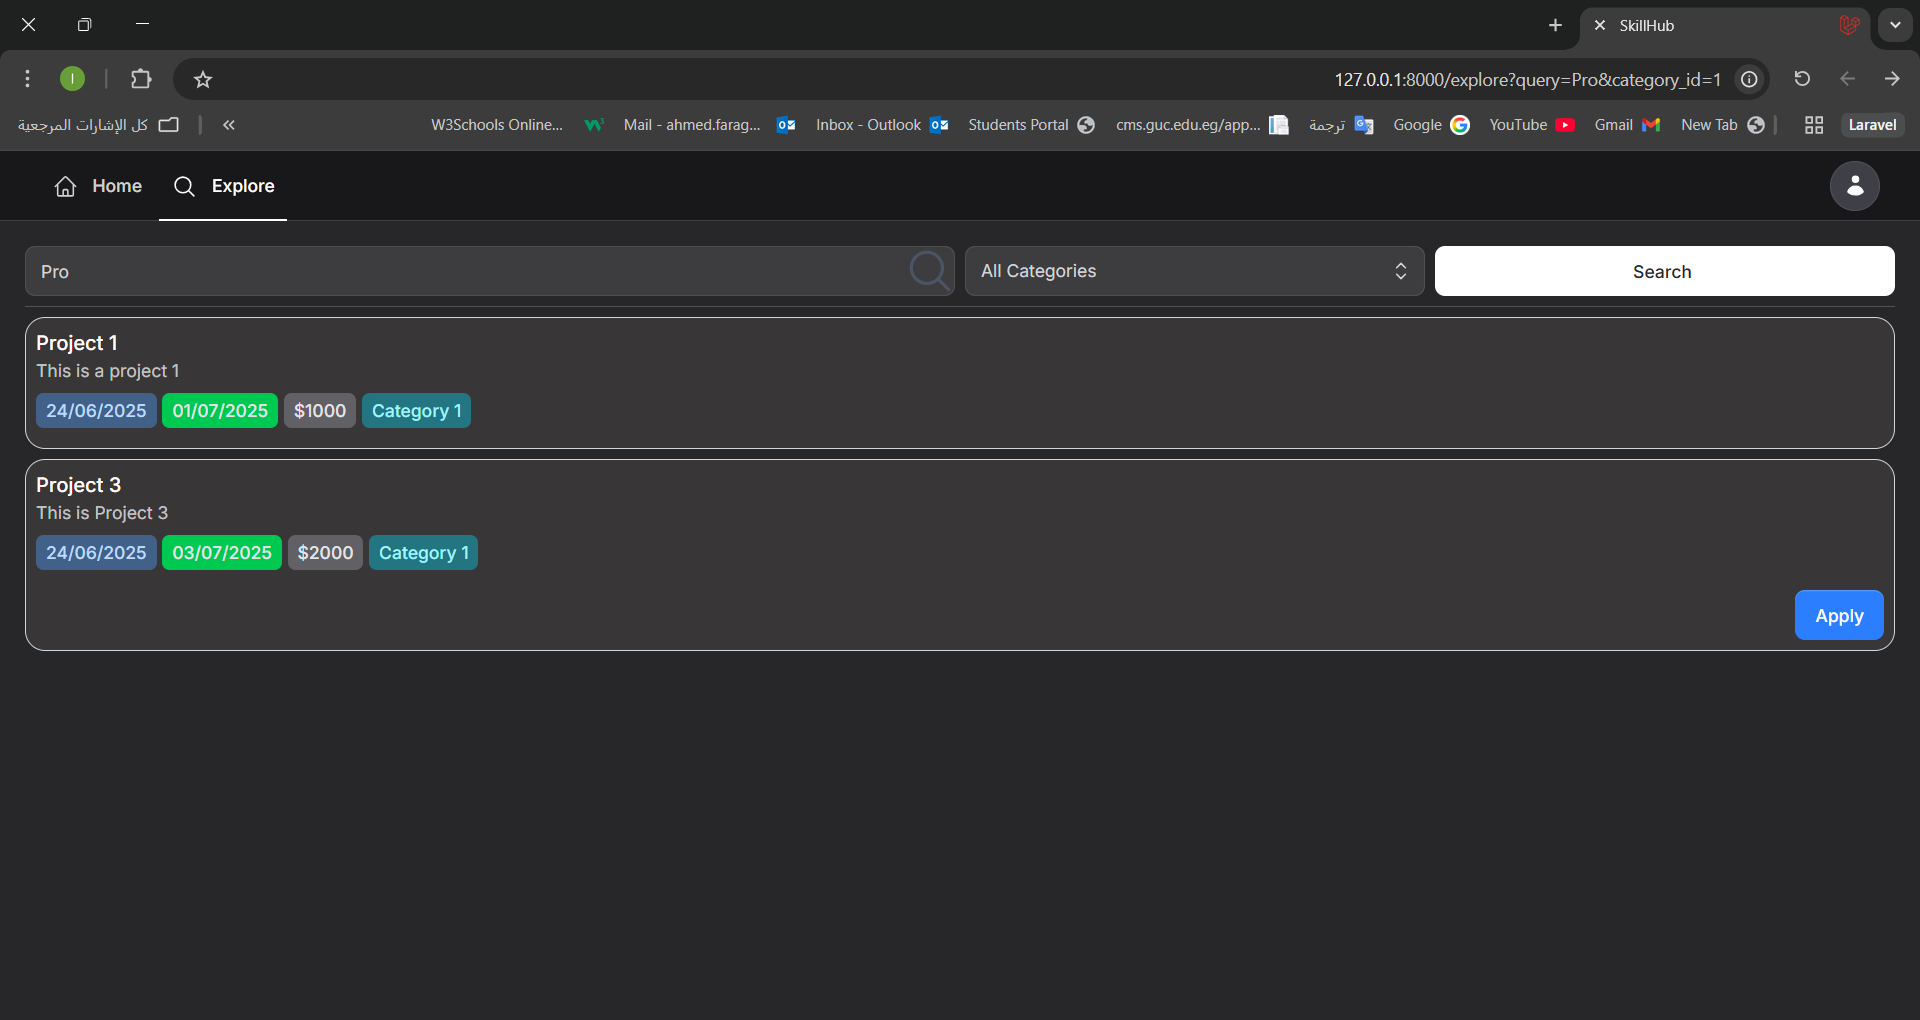 SkillHub
I
127.0.0.1:8000/explore?query=Pro&category_id=1
كل الإشارات المرجعية
W3Schools Online...
Mail - ahmed.farag...
Inbox - Outlook
Students Portal
cms.guc.edu.eg/app...
ترجمة
Google
YouTube
Gmail
New Tab
Laravel
Home
Explore
Pro
All Categories
Search
Project 1
This is a project 1
24/06/2025 01/07/2025 $1000 Category 1
Project 3
This is Project 3
24/06/2025 03/07/2025 $2000 Category 1
Apply